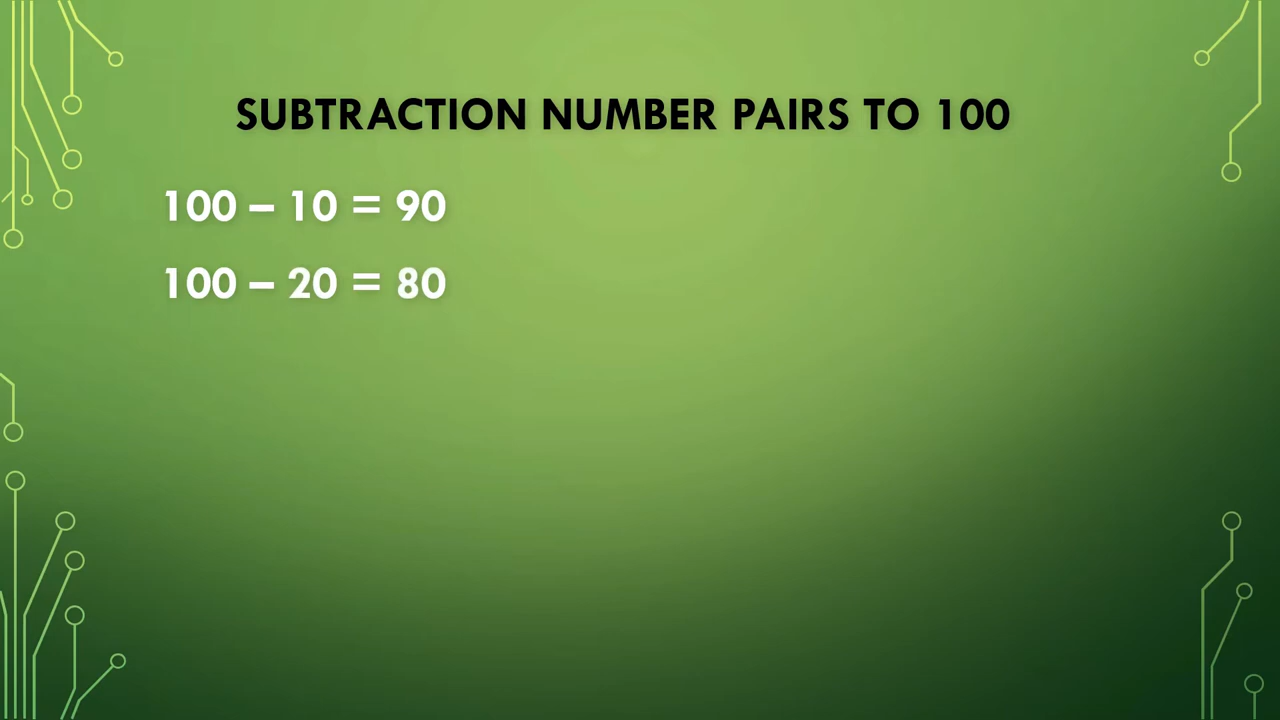 SUBTRACTION NUMBER PAIRS TO 100
100 – 10 = 90
100 – 20 = 80